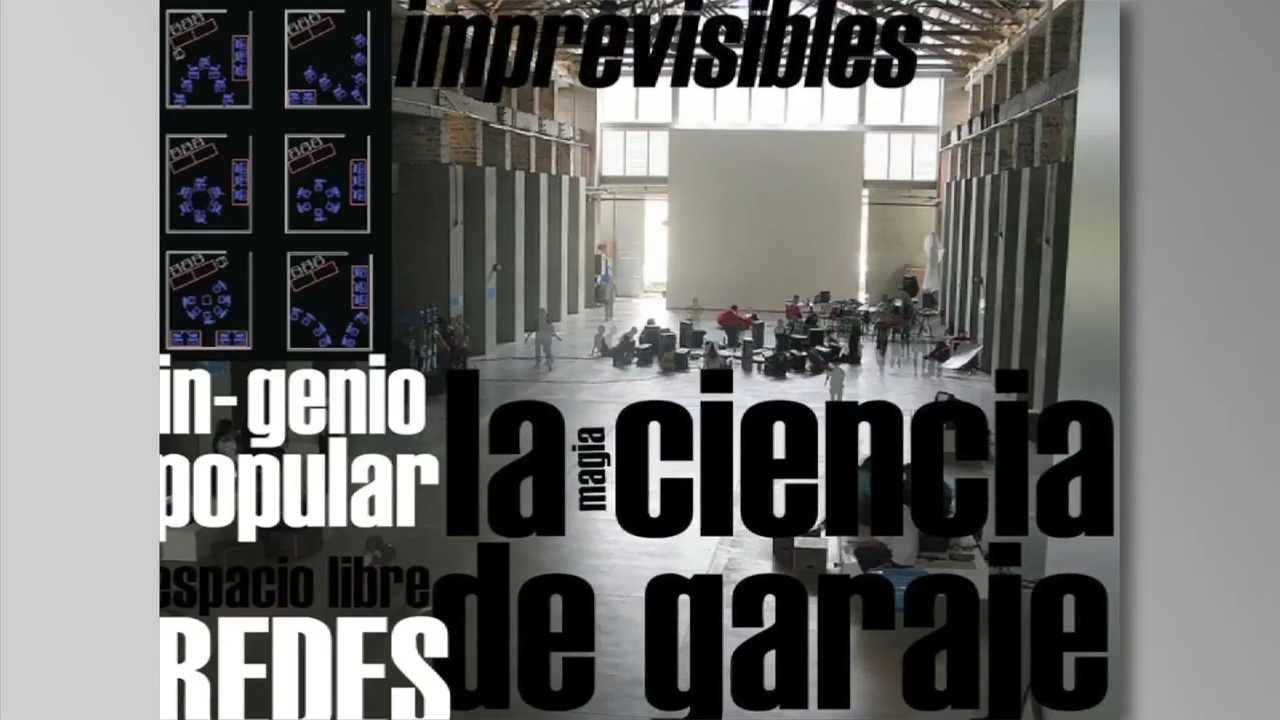 imprevisibles
in-genio
popular
la magia ciencia
de garaje
espacio libre
REDES